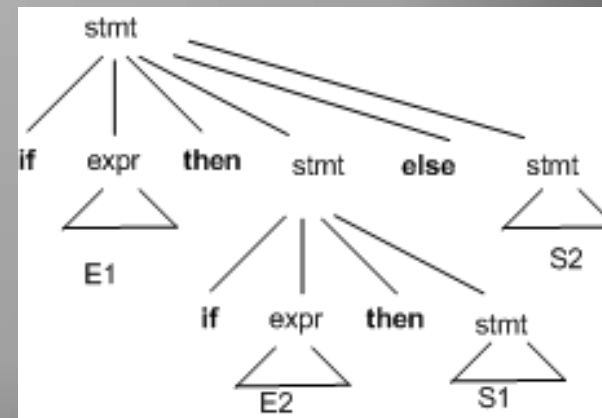 stmt
if expr then stmt else stmt
E1
S2
if expr then stmt
E2
S1